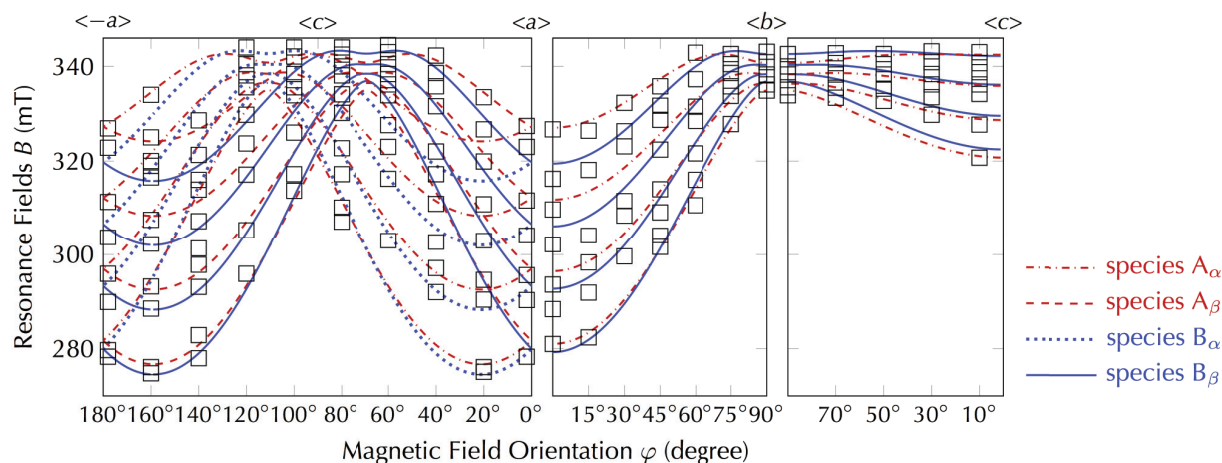 <−a> <c> <a> <b> <c>
Resonance Fields B (mT)
340
320
300
280
180° 160° 140° 120° 100° 80° 60° 40° 20° 0° 15° 30° 45° 60° 75° 90° 70° 50° 30° 10°
Magnetic Field Orientation φ (degree)
species Aα
species Aβ
species Bα
species Bβ